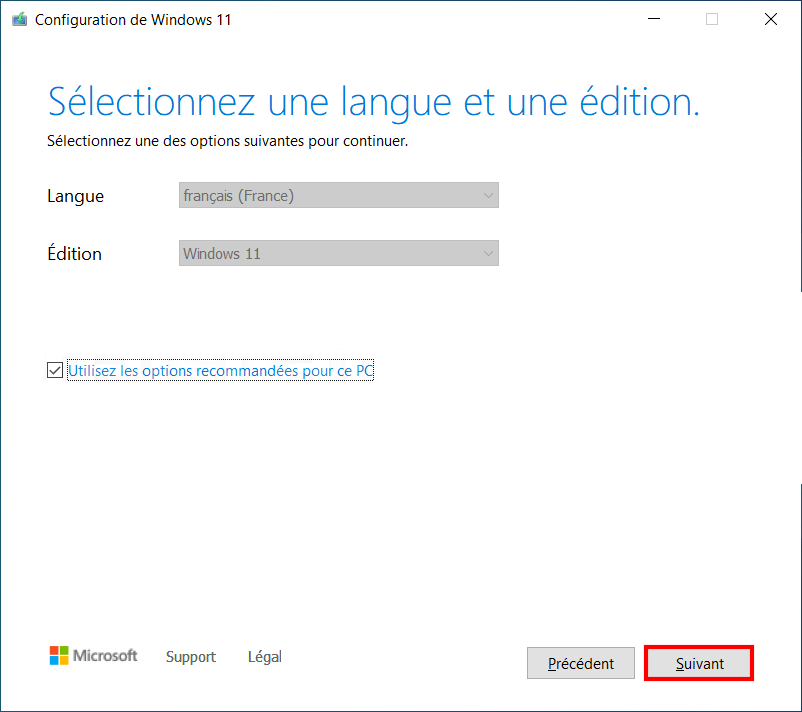 Configuration de Windows 11
Sélectionnez une langue et une édition.
Sélectionnez une des options suivantes pour continuer.
Langue français (France)
Édition Windows 11
Utilisez les options recommandées pour ce PC
Microsoft Support Légal Précédent Suivant